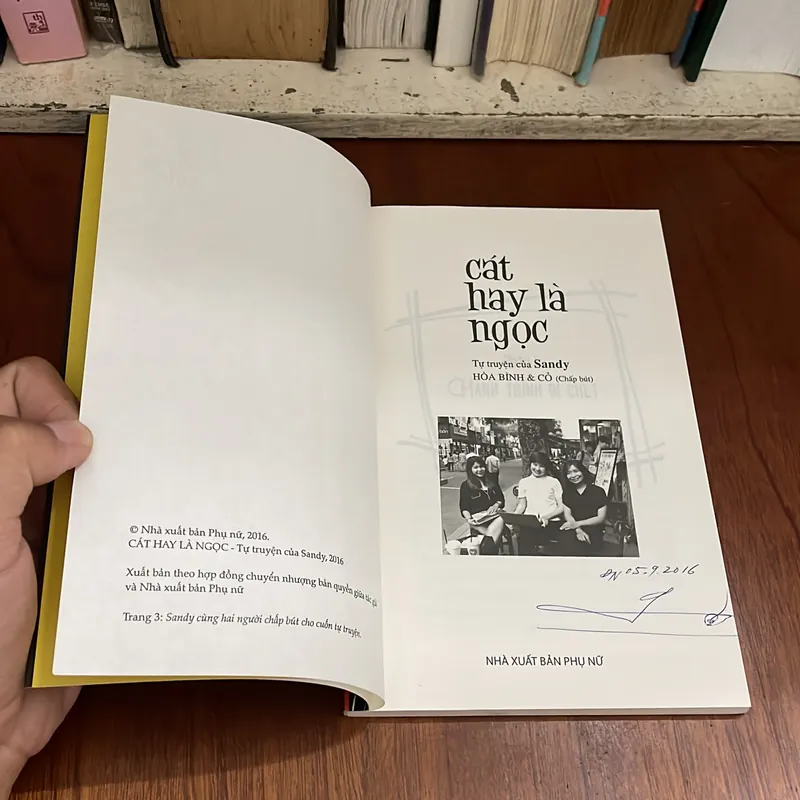 © Nhà xuất bản Phụ nữ, 2016.
CÁT HAY LÀ NGỌC - Tự truyện của Sandy, 2016
Xuất bản theo hợp đồng chuyển nhượng bản quyền giữa tác giả
và Nhà xuất bản Phụ nữ
Trang 3: Sandy cùng hai người chấp bút cho cuốn tự truyện.
cát
hay là
ngọc
Tự truyện của Sandy
HÒA BÌNH & CỎ (Chấp bút)
ĐN 05.9.2016
NHÀ XUẤT BẢN PHỤ NỮ